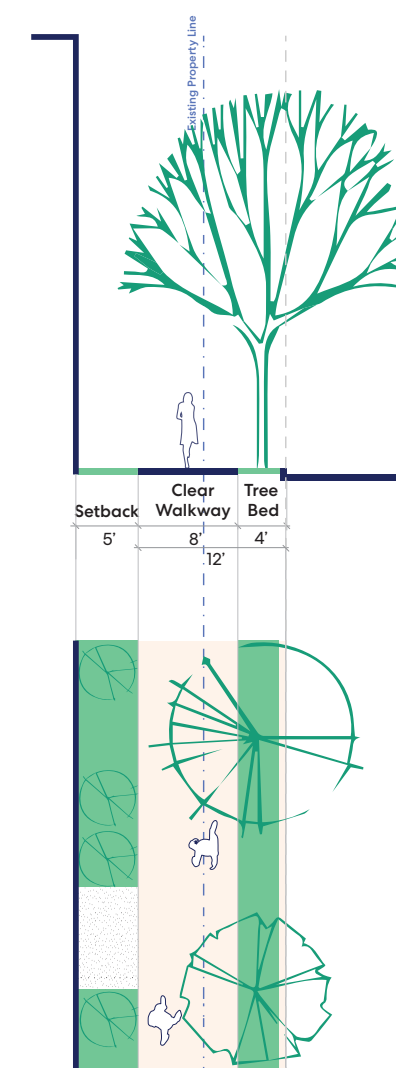 Existing Property Line
Setback
Clear
Walkway
Tree
Bed
5’
8’
4’
12’